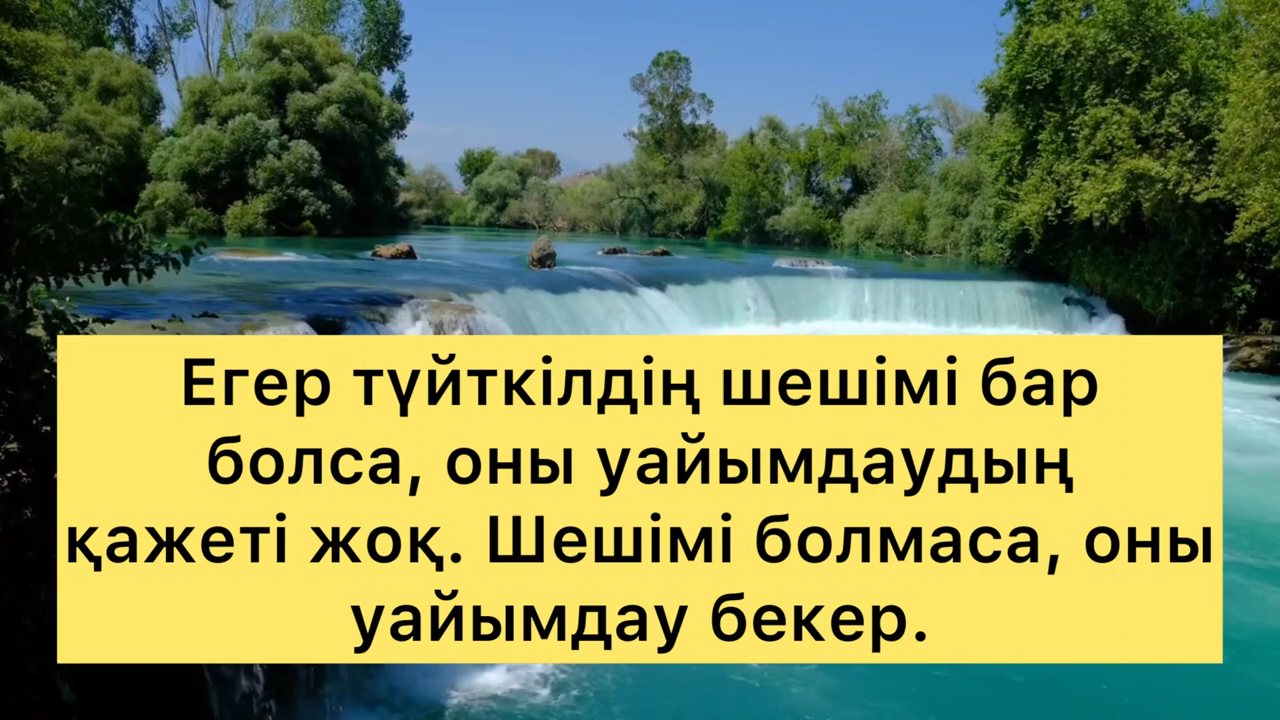 Егер түйткілдің шешімі бар
болса, оны уайымдаудың
қажеті жоқ. Шешімі болмаса, оны
уайымдау бекер.